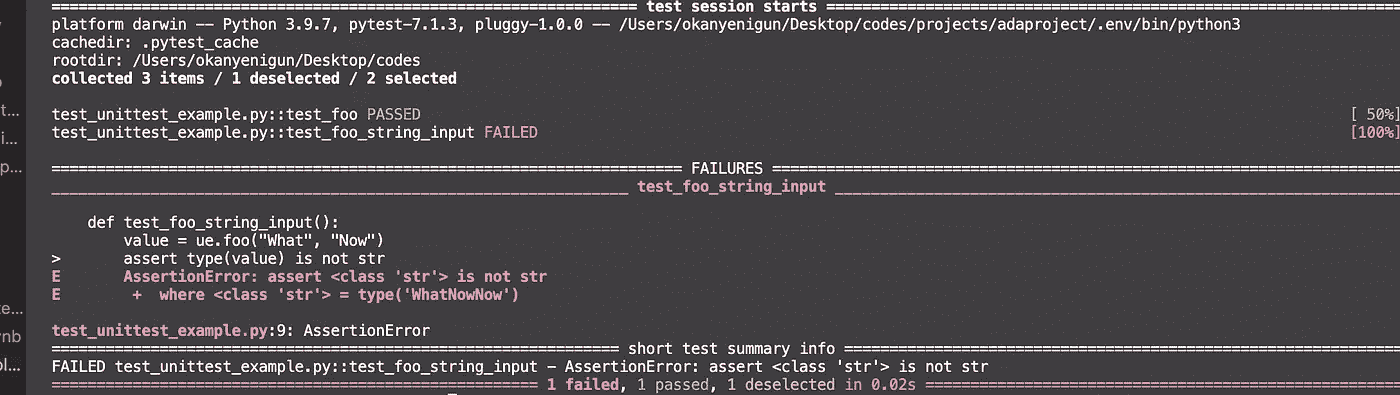 ============================== test session starts ==============================
platform darwin -- Python 3.9.7, pytest-7.1.3, pluggy-1.0.0 -- /Users/okanyenigun/Desktop/codes/projects/adaproject/.env/bin/python3
cachedir: .pytest_cache
rootdir: /Users/okanyenigun/Desktop/codes
collected 3 items / 1 deselected / 2 selected
test_unittest_example.py::test_foo PASSED [ 50%]
test_unittest_example.py::test_foo_string_input FAILED [100%]
============================== FAILURES ==============================
______________________________ test_foo_string_input ______________________________
def test_foo_string_input():
value = ue.foo("What", "Now")
> assert type(value) is not str
E AssertionError: assert <class 'str'> is not str
E + where <class 'str'> = type('WhatNowNow')
test_unittest_example.py:9: AssertionError
============================== short test summary info ==============================
FAILED test_unittest_example.py::test_foo_string_input - AssertionError: assert <class 'str'> is not str
============================== 1 failed, 1 passed, 1 deselected in 0.02s ==============================